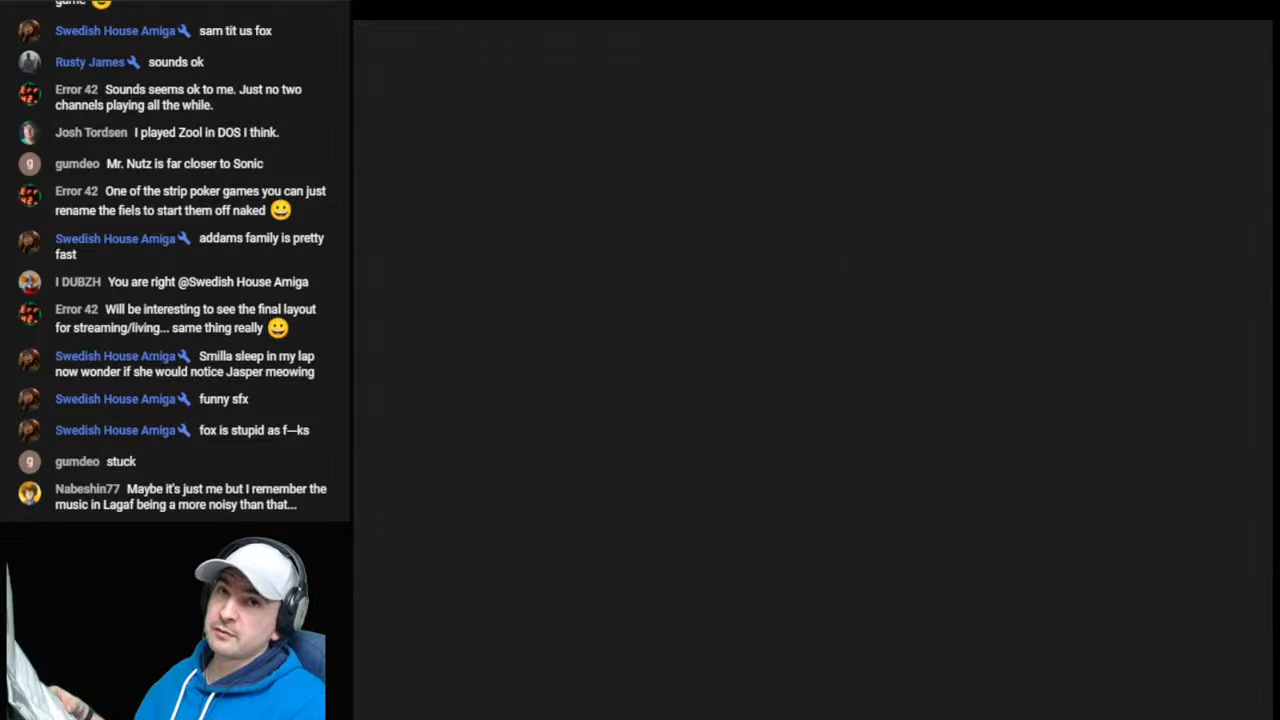 Swedish House Amiga sam tit us fox
Rusty James sounds ok
Error 42 Sounds seems ok to me. Just no two
channels playing all the while.
Josh Tordsen I played Zool in DOS I think.
g gumdeo Mr. Nutz is far closer to Sonic
Error 42 One of the strip poker games you can just
rename the fiels to start them off naked 😀
Swedish House Amiga addams family is pretty
fast
I DUBZH You are right @Swedish House Amiga
Error 42 Will be interesting to see the final layout
for streaming/living... same thing really 😀
Swedish House Amiga Smilla sleep in my lap
now wonder if she would notice Jasper meowing
Swedish House Amiga funny sfx
Swedish House Amiga fox is stupid as f—ks
g gumdeo stuck
Nabeshin77 Maybe it's just me but I remember the
music in Lagaf being a more noisy than that...